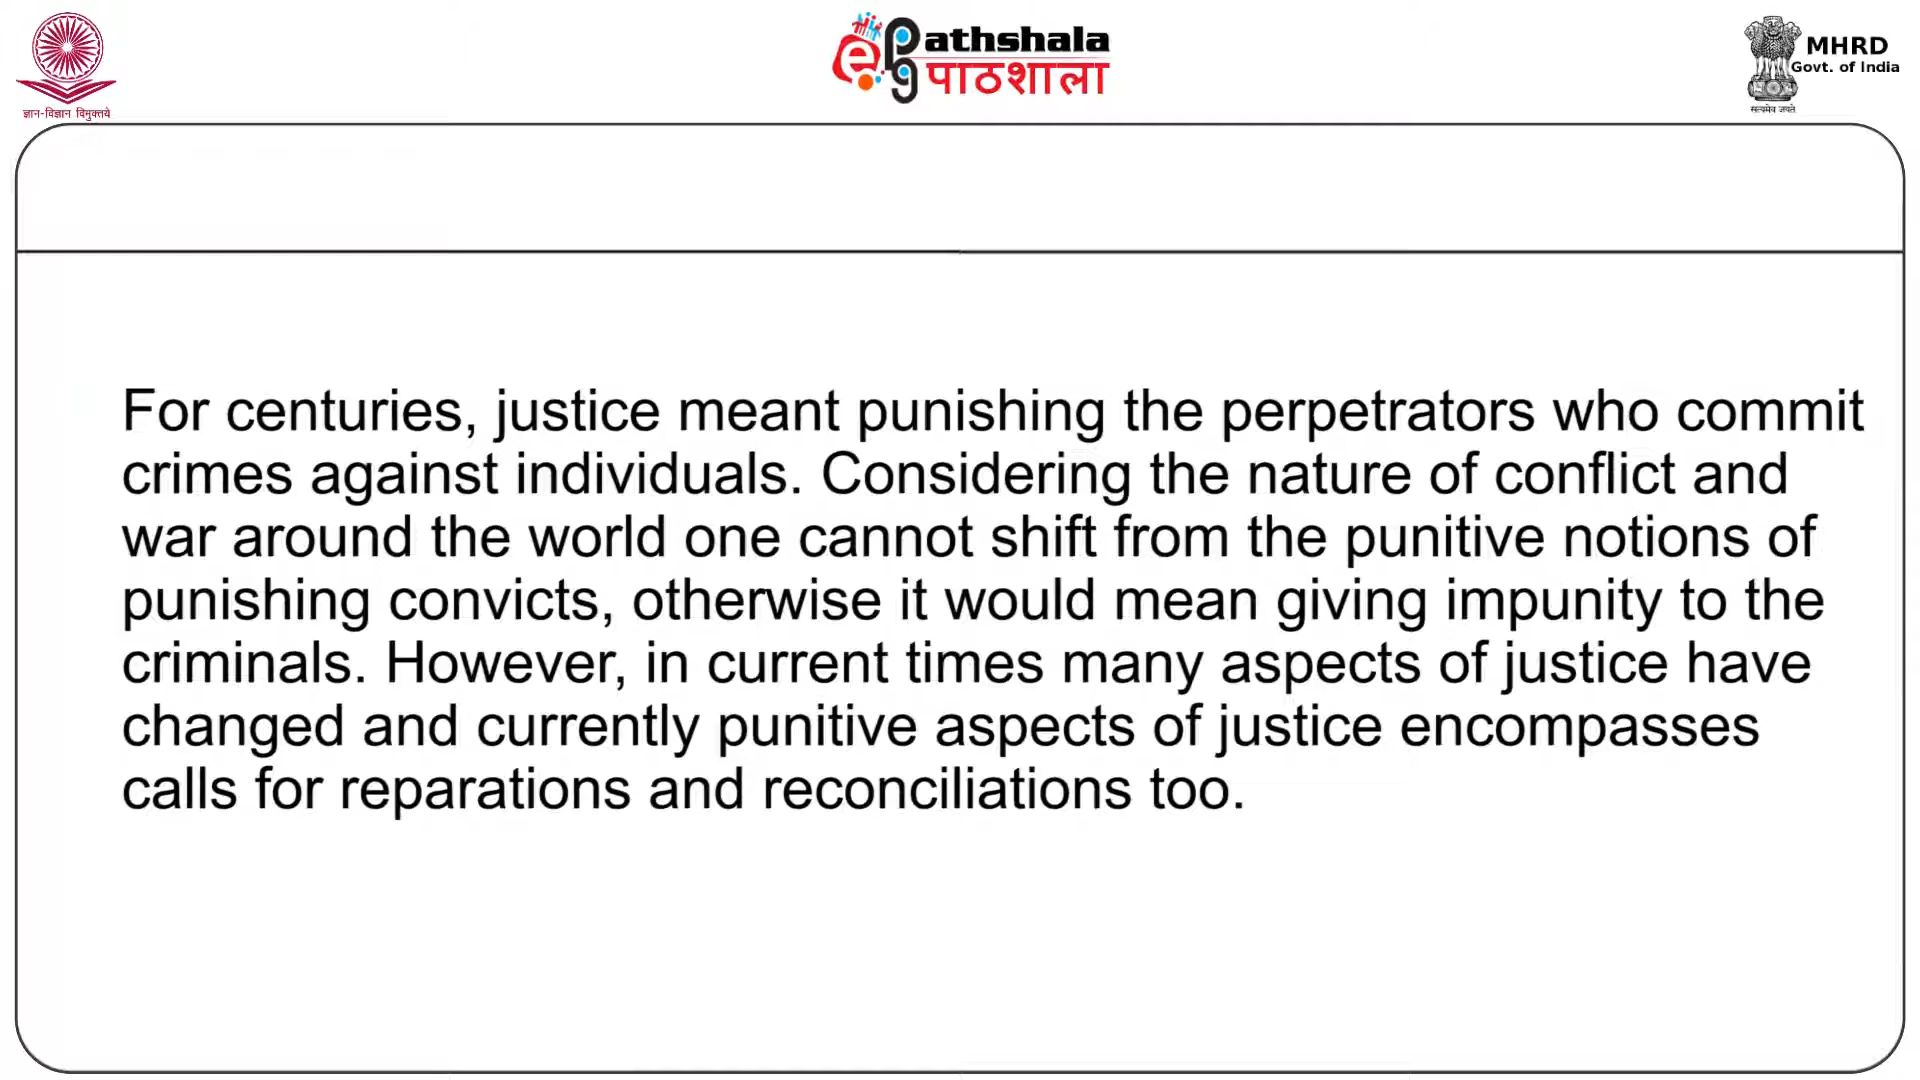 ज्ञान-विज्ञान विमुक्तये
ePG Pathshala
पाठशाला
MHRD
Govt. of India
सत्यमेव जयते
For centuries, justice meant punishing the perpetrators who commit
crimes against individuals. Considering the nature of conflict and
war around the world one cannot shift from the punitive notions of
punishing convicts, otherwise it would mean giving impunity to the
criminals. However, in current times many aspects of justice have
changed and currently punitive aspects of justice encompasses
calls for reparations and reconciliations too.